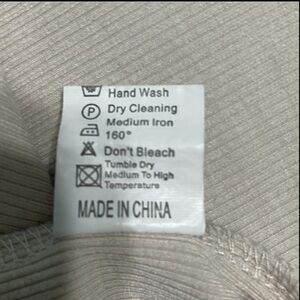 Hand Wash
P Dry Cleaning
Medium Iron
160°
Don't Bleach
Tumble Dry
Medium To High
Temperature
MADE IN CHINA